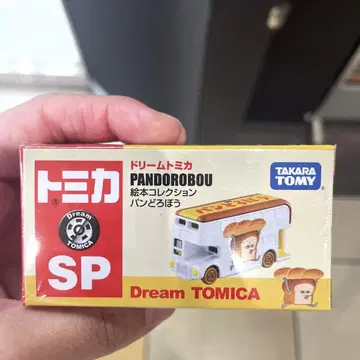 トミカ
Dream
TOMICA
SP
ドリームトミカ
PANDOROBOU
絵本コレクション
パンどろぼう
TAKARA
TOMY
Dream TOMICA